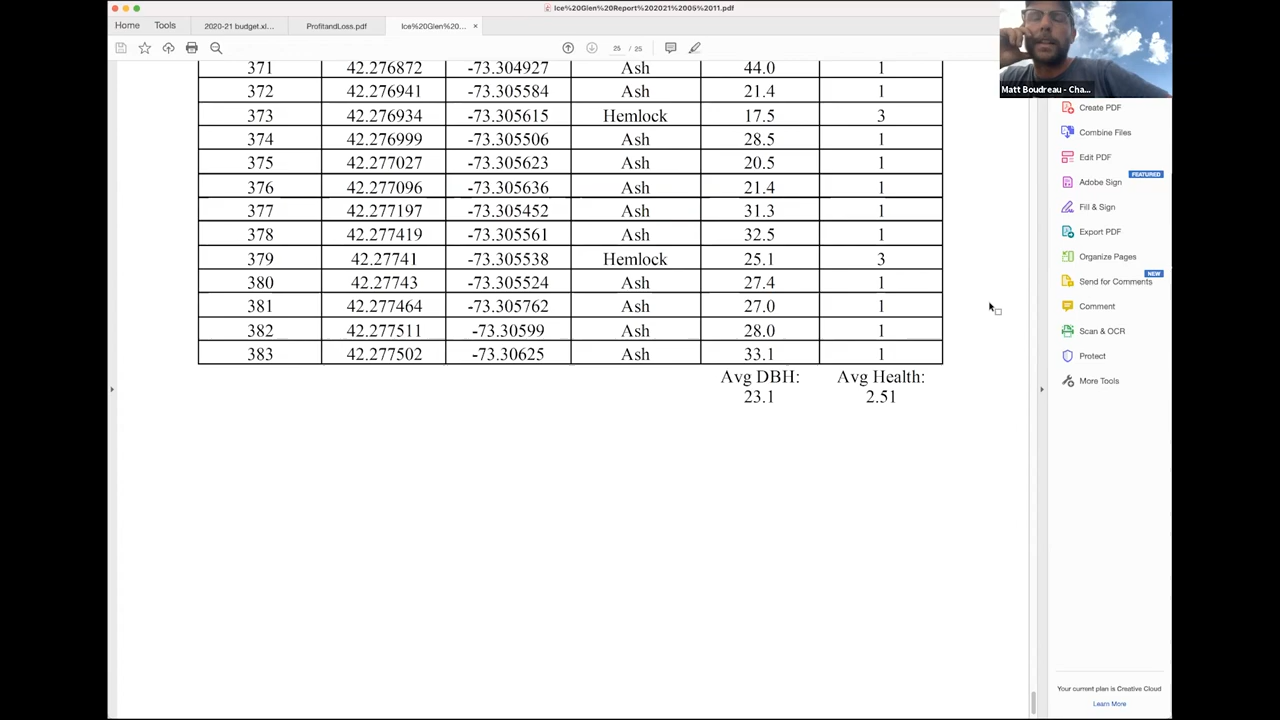 Ice%20Glen%20Report%202021%2005%2011.pdf
Home Tools 2020-21 budget.xl... ProfitandLoss.pdf Ice%20Glen%20... ×
25 / 25
Matt Boudreau - Cha...
371 42.276872 -73.304927 Ash 44.0 1
372 42.276941 -73.305584 Ash 21.4 1
373 42.276934 -73.305615 Hemlock 17.5 3
374 42.276999 -73.305506 Ash 28.5 1
375 42.277027 -73.305623 Ash 20.5 1
376 42.277096 -73.305636 Ash 21.4 1
377 42.277197 -73.305452 Ash 31.3 1
378 42.277419 -73.305561 Ash 32.5 1
379 42.27741 -73.305538 Hemlock 25.1 3
380 42.27743 -73.305524 Ash 27.4 1
381 42.277464 -73.305762 Ash 27.0 1
382 42.277511 -73.30599 Ash 28.0 1
383 42.277502 -73.30625 Ash 33.1 1
Avg DBH: Avg Health:
23.1 2.51
Create PDF
Combine Files
Edit PDF
FEATURED
Adobe Sign
Fill & Sign
Export PDF
Organize Pages
NEW
Send for Comments
Comment
Scan & OCR
Protect
More Tools
Your current plan is Creative Cloud
Learn More